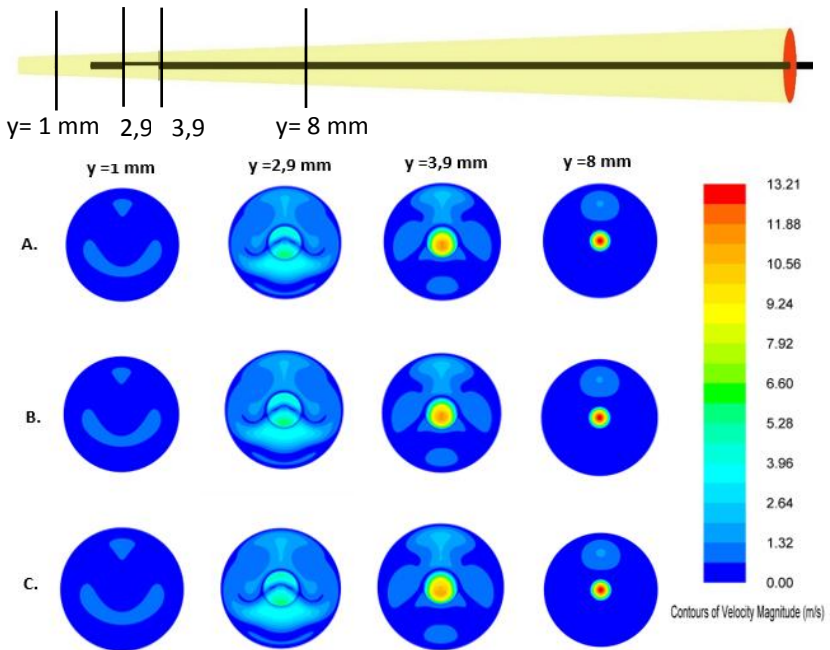 y= 1 mm 2,9 3,9 y= 8 mm
y =1 mm y =2,9 mm y =3,9 mm y =8 mm
A.
B.
C.
13.21
11.88
10.56
9.24
7.92
6.60
5.28
3.96
2.64
1.32
0.00
Contours of Velocity Magnitude (m/s)